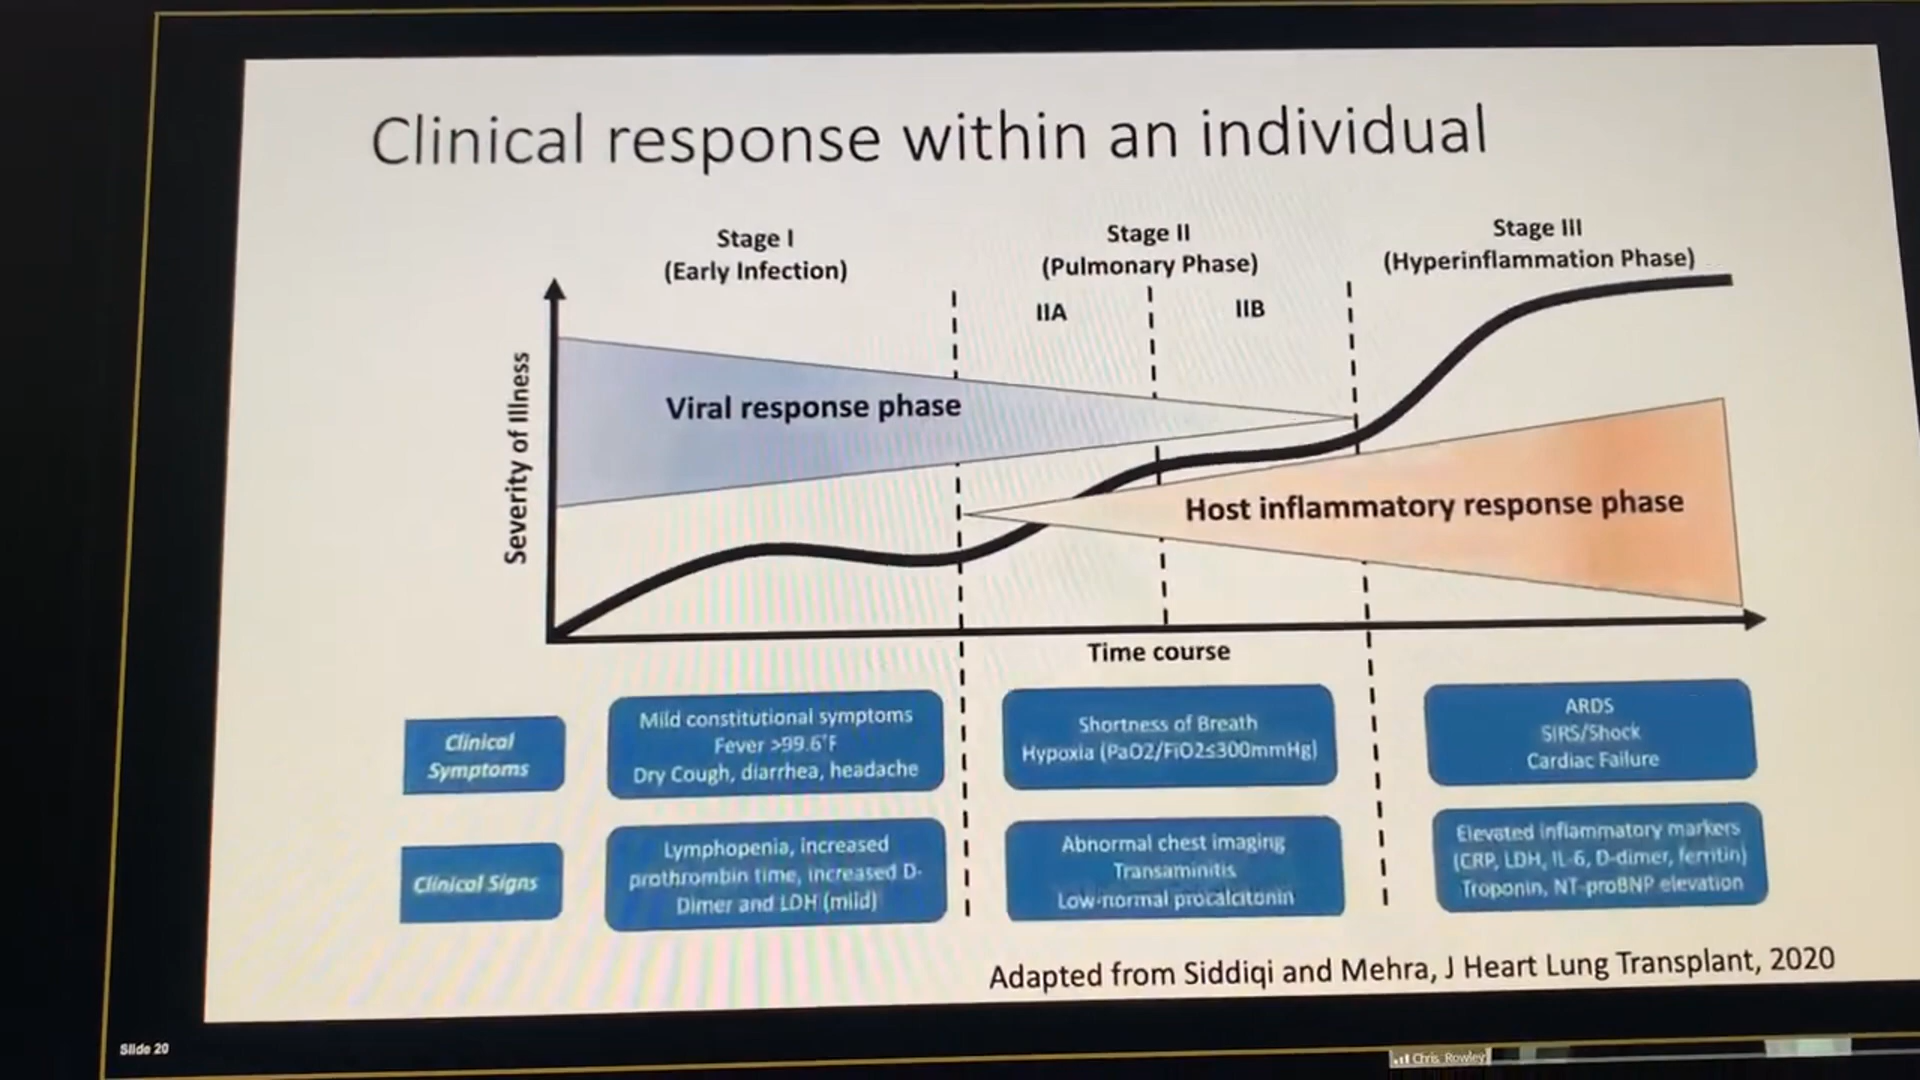 Clinical response within an individual
Stage I
(Early Infection)
Stage II
(Pulmonary Phase)
Stage III
(Hyperinflammation Phase)
IIA
IIB
Severity of Illness
Viral response phase
Host inflammatory response phase
Time course
Clinical
Symptoms
Mild constitutional symptoms
Fever >99.6°F
Dry Cough, diarrhea, headache
Shortness of Breath
Hypoxia (PaO2/FiO2≤300mmHg)
ARDS
SIRS/Shock
Cardiac Failure
Clinical Signs
Lymphopenia, increased
prothrombin time, increased D-
Dimer and LDH (mild)
Abnormal chest imaging
Transaminitis
Low-normal procalcitonin
Elevated inflammatory markers
(CRP, LDH, IL-6, D-dimer, ferritin)
Troponin, NT-proBNP elevation
Adapted from Siddiqi and Mehra, J Heart Lung Transplant, 2020
Slide 20
Chris_Rowley